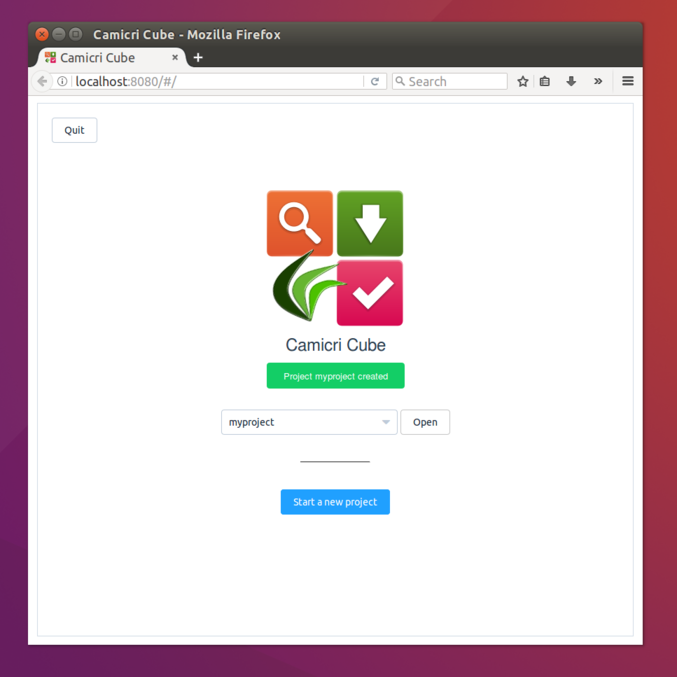 Camicri Cube - Mozilla Firefox
Camicri Cube
localhost:8080/#/
Search
Quit
Camicri Cube
Project myproject created
myproject
Open
Start a new project